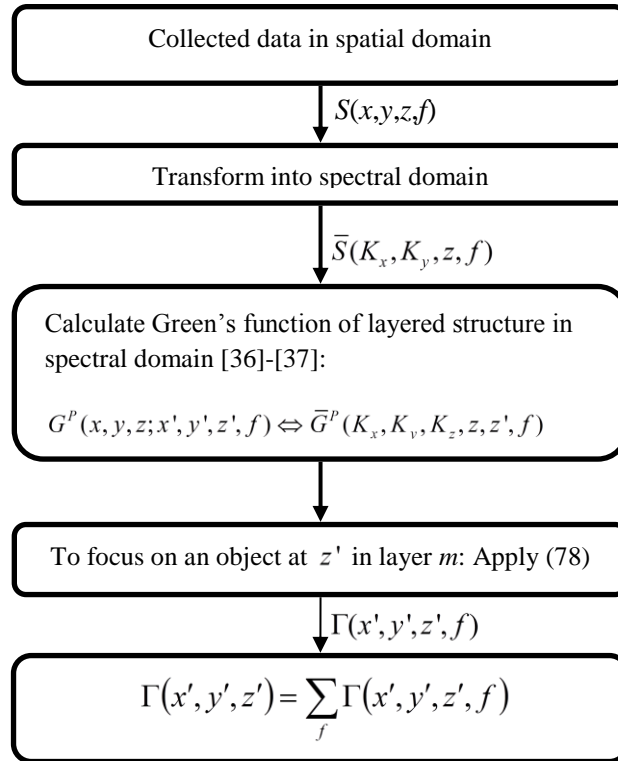 Collected data in spatial domain
S(x,y,z,f)
Transform into spectral domain
S̅(K_x, K_y, z, f)
Calculate Green's function of layered structure in
spectral domain [36]-[37]:
G^P(x, y, z; x', y', z', f) ⇔ G̅^P(K_x, K_y, K_z, z, z', f)
To focus on an object at z' in layer m: Apply (78)
Γ(x', y', z', f)
Γ(x', y', z') = ∑_f Γ(x', y', z', f)